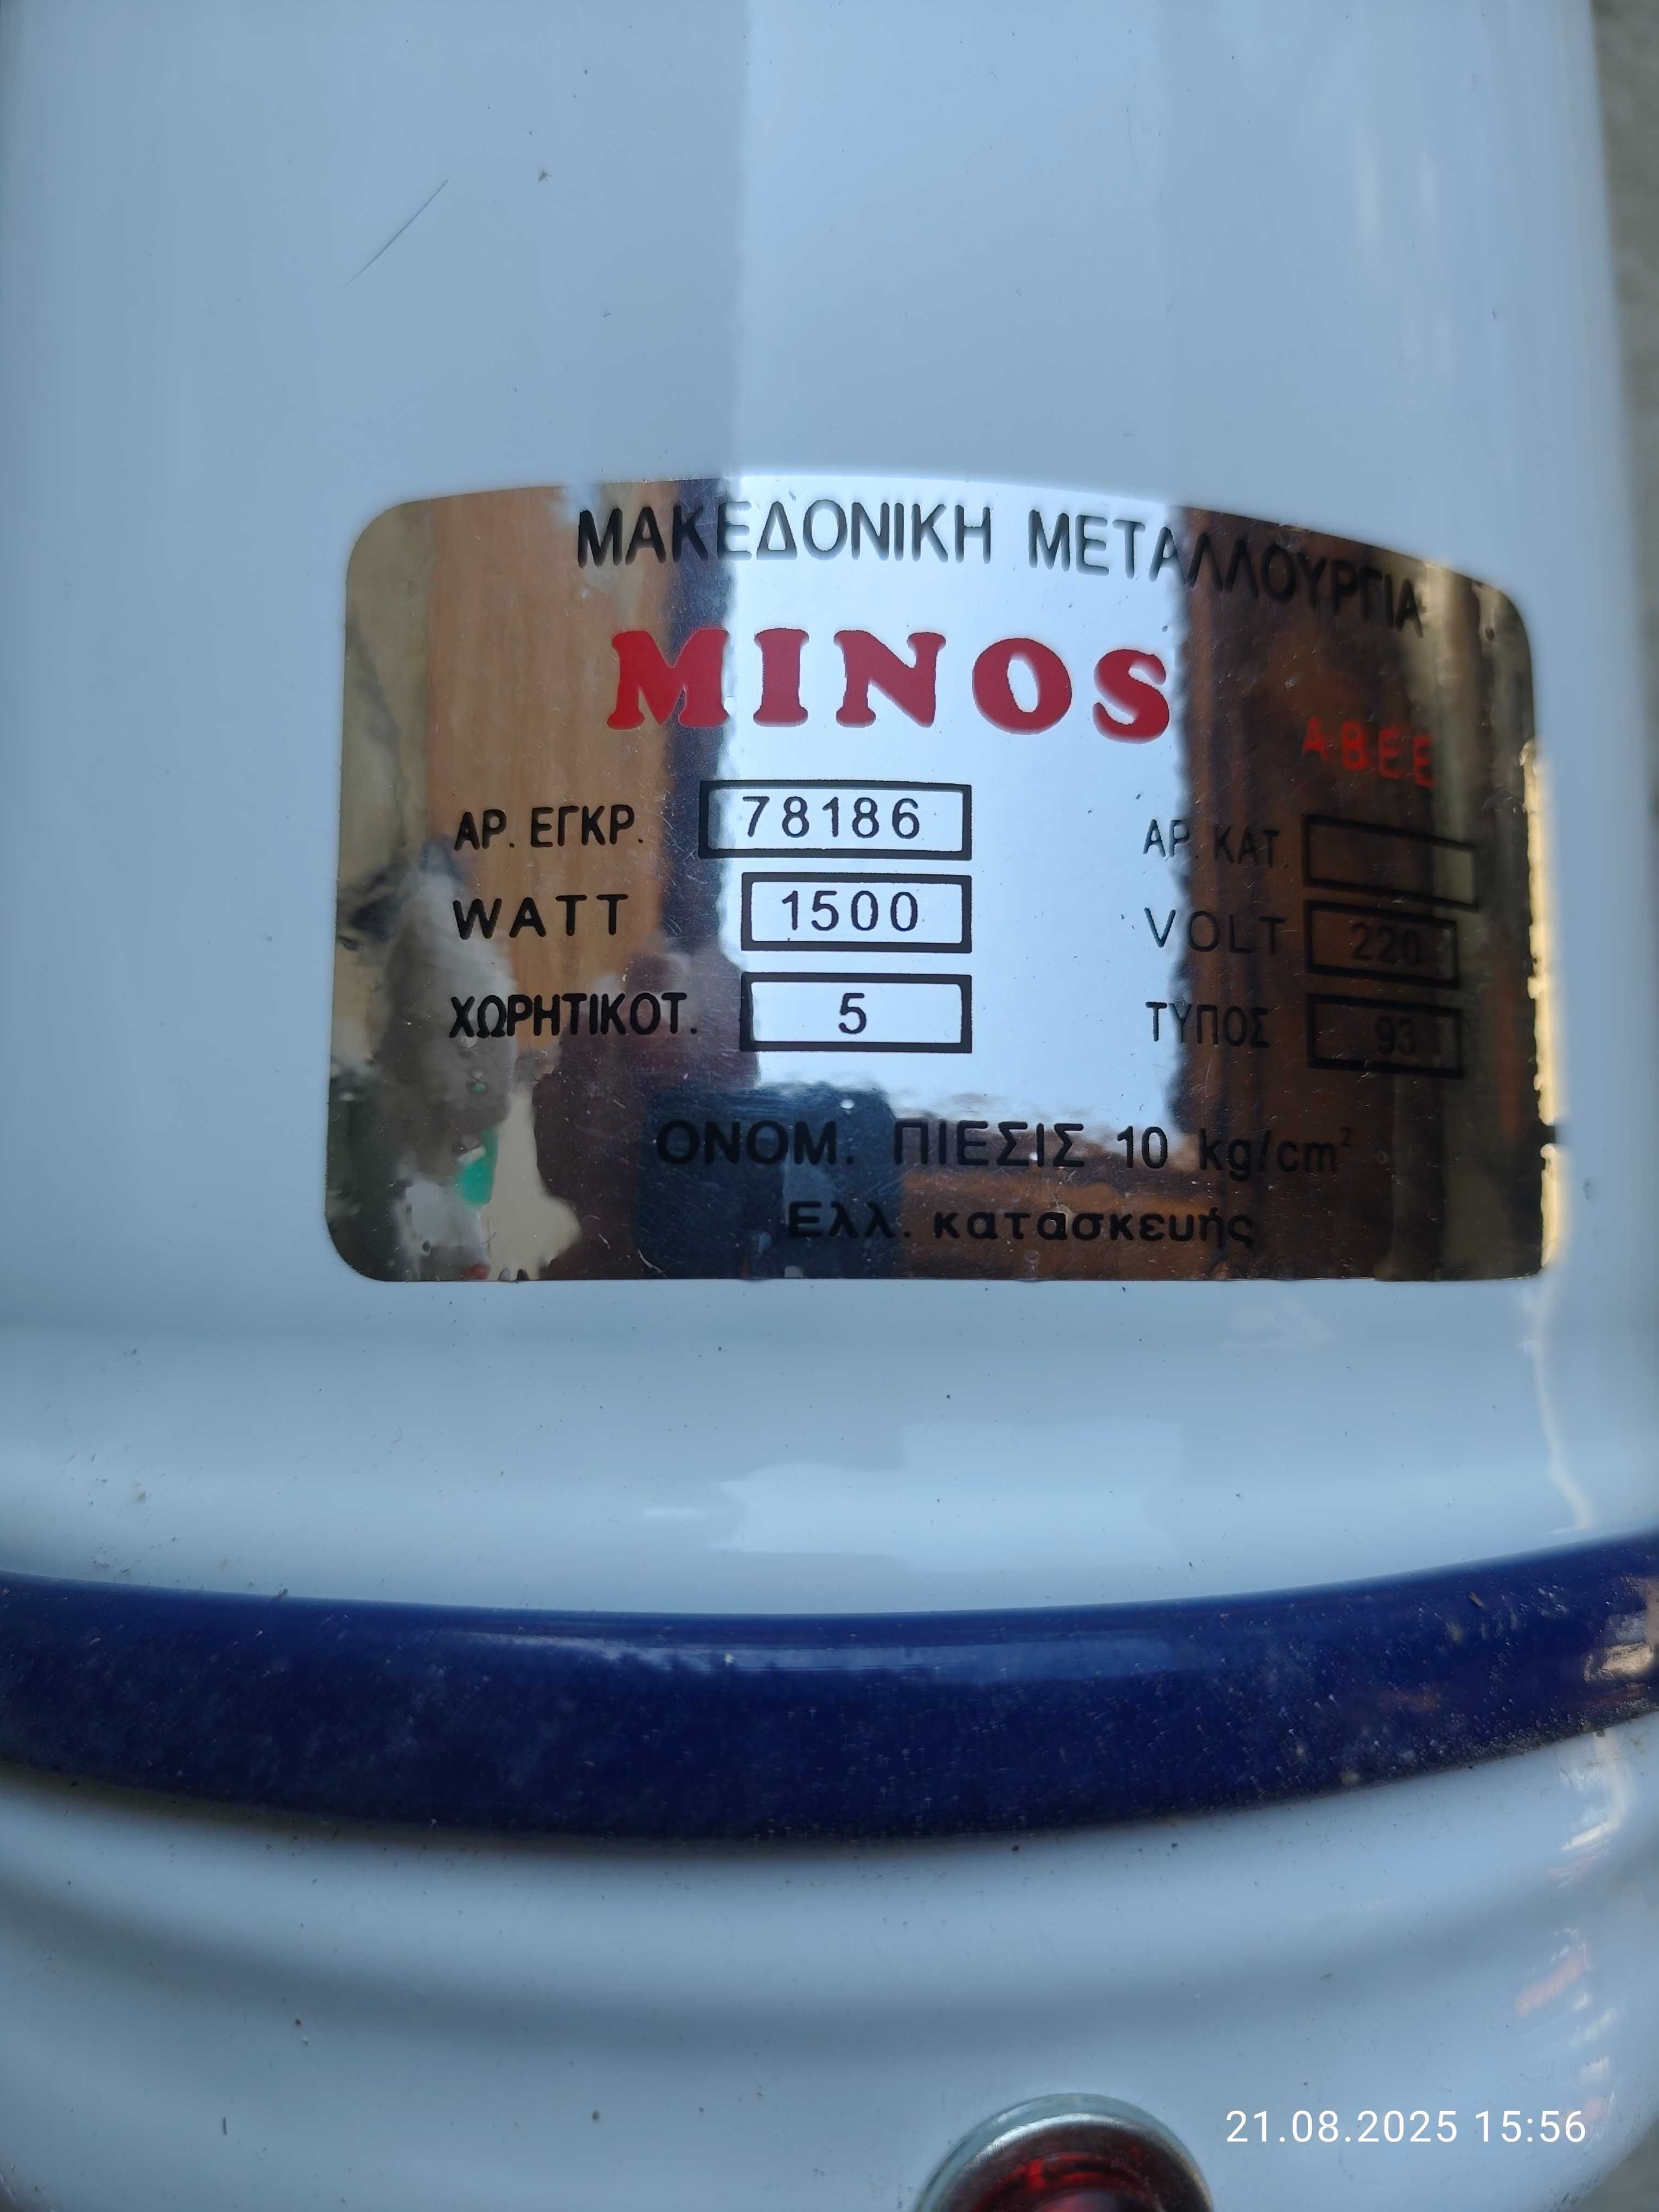 ΜΑΚΕΔΟΝΙΚΗ ΜΕΤΑΛΛΟΥΡΓΙΑ
MINOS
Α.Β.Ε.Ε
ΑΡ. ΕΓΚΡ. 78186 ΑΡ. ΚΑΤ.
WATT 1500 VOLT 220
ΧΩΡΗΤΙΚΟΤ. 5 ΤΥΠΟΣ 93
ΟΝΟΜ. ΠΙΕΣΙΣ 10 kg/cm²
Ελλ. κατασκευής
21.08.2025 15:56